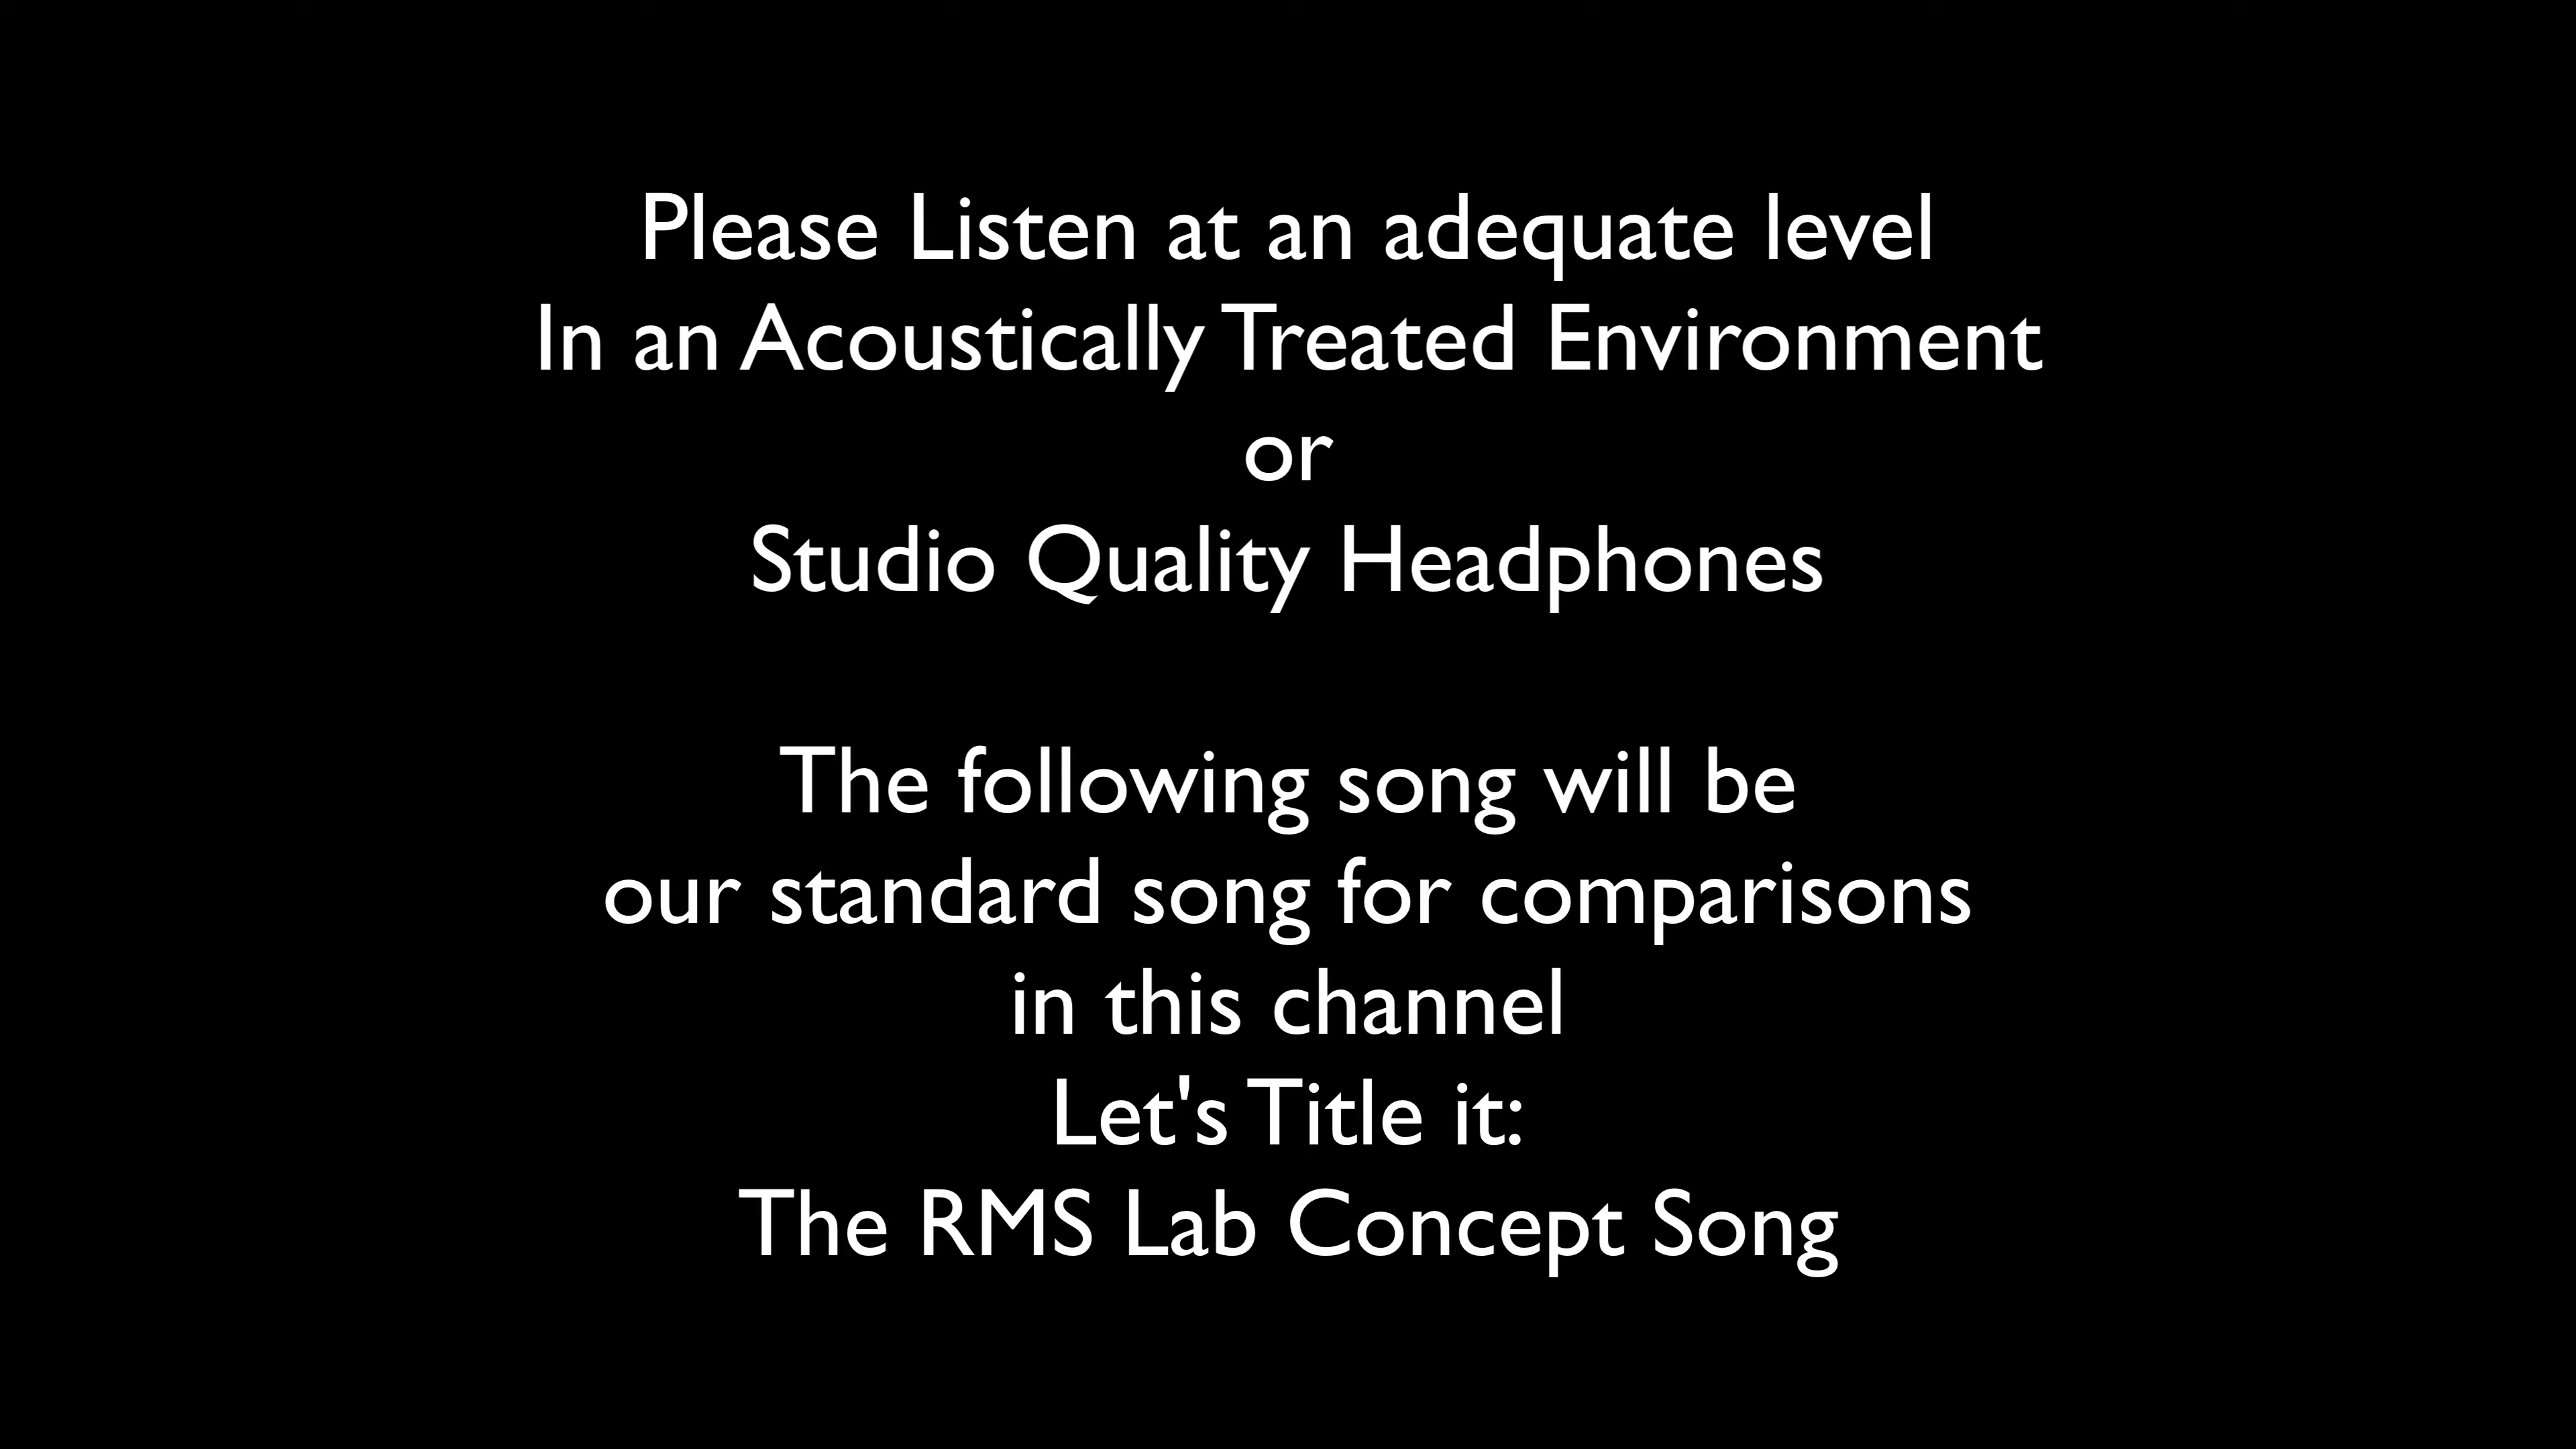 Please Listen at an adequate level
In an Acoustically Treated Environment
or
Studio Quality Headphones
The following song will be
our standard song for comparisons
in this channel
Let's Title it:
The RMS Lab Concept Song